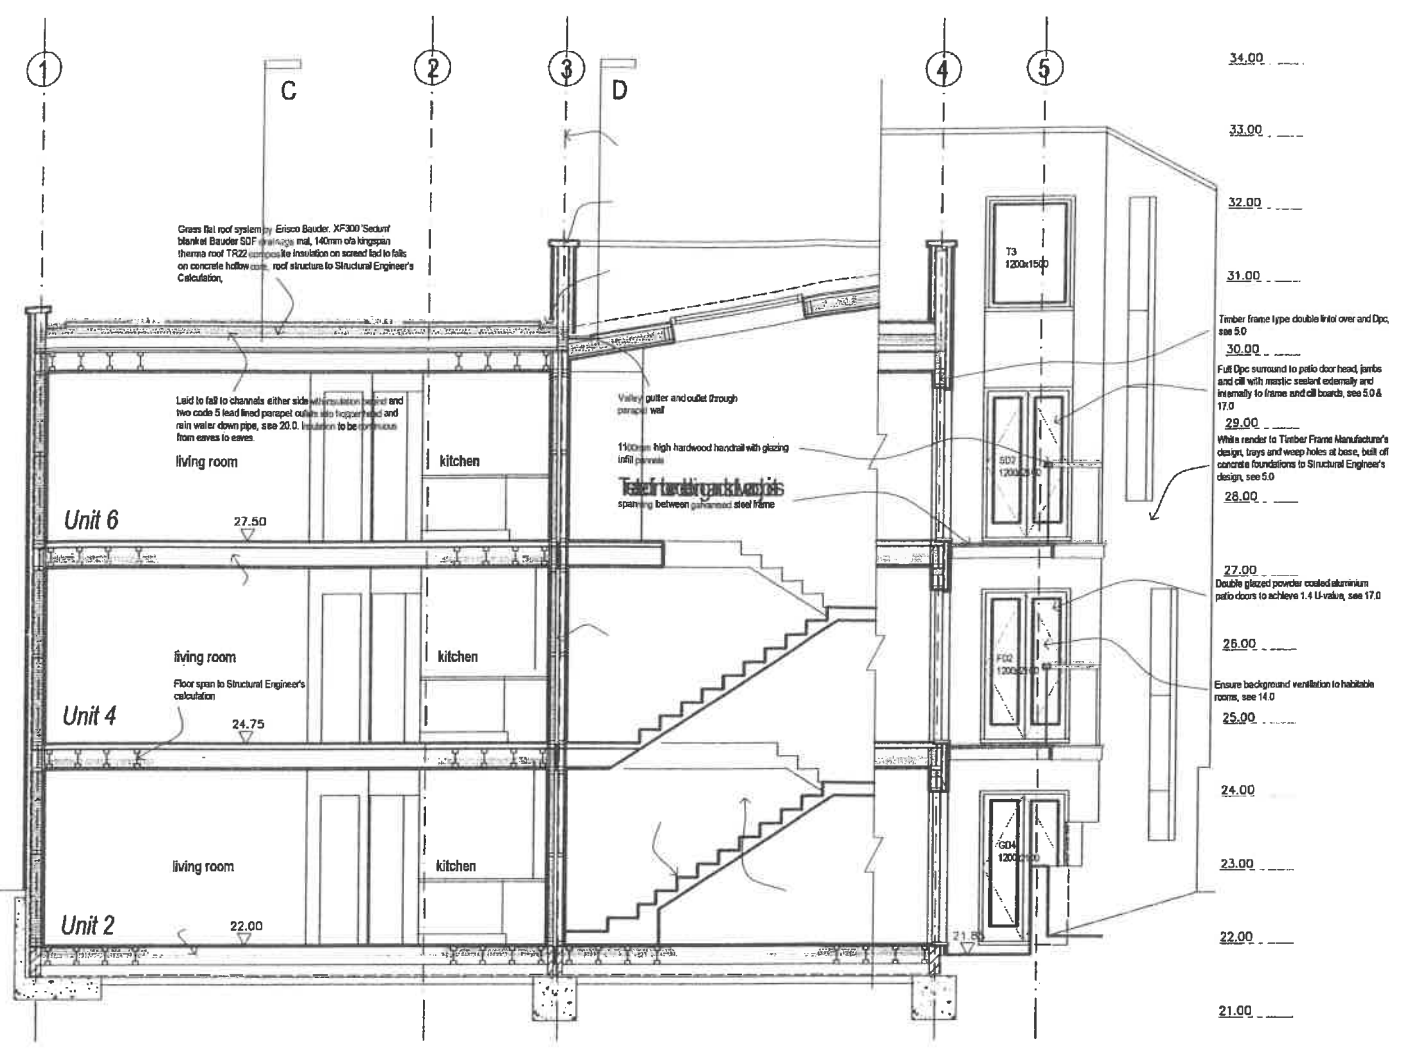 1
2
3
4
5
C
D
34.00
33.00
32.00
31.00
30.00
29.00
28.00
27.00
26.00
25.00
24.00
23.00
22.00
21.00
Grass flat roof system by Erisco Bauder. XF300 'Sedum'
blanket Bauder SDF drainage mat, 140mm o/a kingspan
therma roof TR22 composite insulation on screed laid to falls
on concrete hollow core, roof structure to Structural Engineer's
Calculation,
Laid to fall to channels either side with insulation behind and
two code 5 lead lined parapet outlets into hopper head and
rain water down pipe, see 20.0. Insulation to be continuous
from eaves to eaves.
living room
kitchen
Unit 6
27.50
living room
kitchen
Floor span to Structural Engineer's
calculation
Unit 4
24.75
living room
kitchen
Unit 2
22.00
Valley gutter and outlet through
parapet wall
1100mm high hardwood handrail with glazing
infill pannels
spanning between galvanised steel frame
T3
1200x1500
SD2
FD2
GD4
Timber frame type double lintol over and Dpc,
see 5.0
Full Dpc surround to patio door head, jambs
and cill with mastic sealant externally and
internally to frame and cill boards, see 5.0 &
17.0
White render to Timber Frame Manufacturer's
design, trays and weep holes at base, built off
concrete foundations to Structural Engineer's
design, see 5.0
Double glazed powder coated aluminium
patio doors to achieve 1.4 U-value, see 17.0
Ensure background ventilation to habitable
rooms, see 14.0